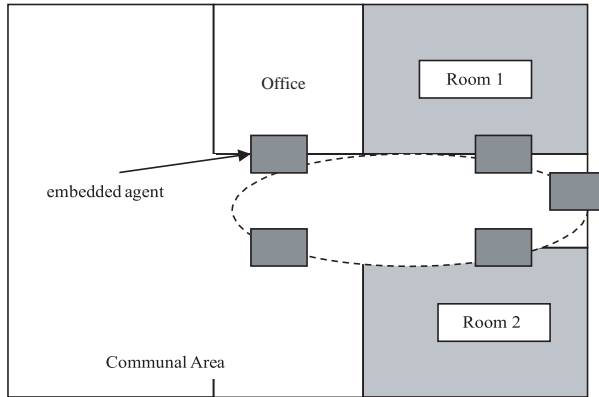 Office
Room 1
embedded agent
Room 2
Communal Area